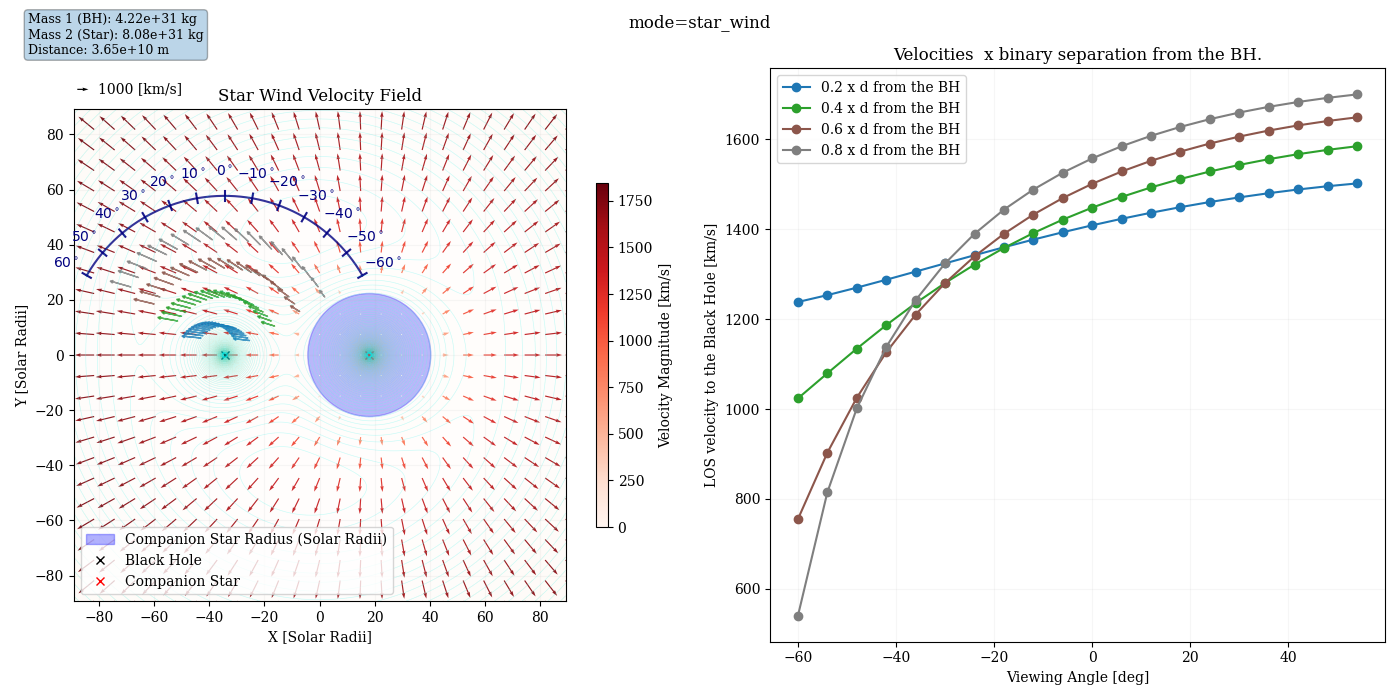 mode=star_wind
Mass 1 (BH): 4.22e+31 kg
Mass 2 (Star): 8.08e+31 kg
Distance: 3.65e+10 m
1000 [km/s]
Star Wind Velocity Field
80
60
40
20
0
−20
−40
−60
−80
Y [Solar Radii]
60°
50°
40°
30°
20°
10°
0°
−10°
−20°
−30°
−40°
−50°
−60°
Companion Star Radius (Solar Radii)
Black Hole
Companion Star
−80 −60 −40 −20 0 20 40 60 80
X [Solar Radii]
1750
1500
1250
1000
750
500
250
0
Velocity Magnitude [km/s]
Velocities x binary separation from the BH.
0.2 x d from the BH
0.4 x d from the BH
0.6 x d from the BH
0.8 x d from the BH
1600
1400
1200
1000
800
600
LOS velocity to the Black Hole [km/s]
−60 −40 −20 0 20 40
Viewing Angle [deg]